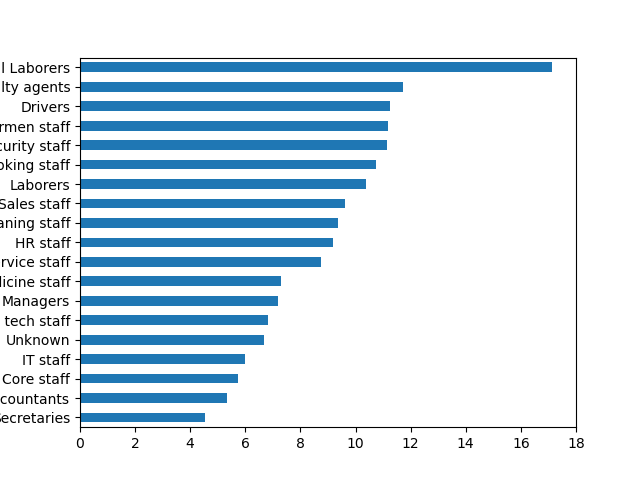 l Laborers
lty agents
Drivers
rmen staff
curity staff
oking staff
Laborers
Sales staff
aning staff
HR staff
rvice staff
dicine staff
Managers
tech staff
Unknown
IT staff
Core staff
ccountants
Secretaries
0 2 4 6 8 10 12 14 16 18